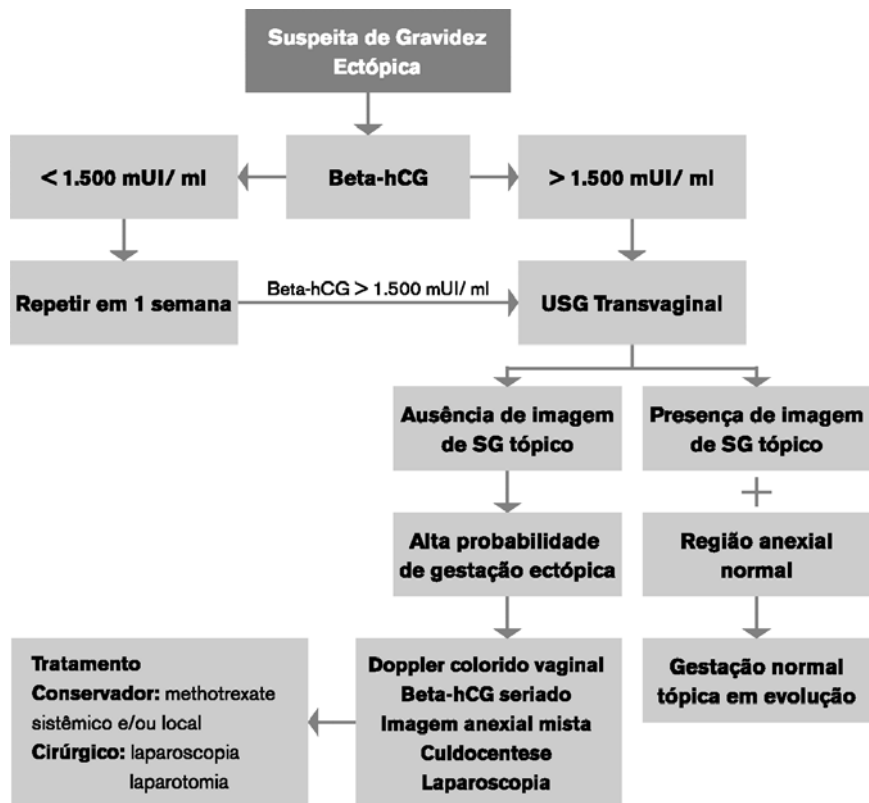 Suspeita de Gravidez
Ectópica
< 1.500 mUI/ ml
Beta-hCG
> 1.500 mUI/ ml
Repetir em 1 semana
Beta-hCG > 1.500 mUI/ ml
USG Transvaginal
Ausência de imagem
de SG tópico
Presença de imagem
de SG tópico
+
Alta probabilidade
de gestação ectópica
Região anexial
normal
Doppler colorido vaginal
Beta-hCG seriado
Imagem anexial mista
Culdocentese
Laparoscopia
Gestação normal
tópica em evolução
Tratamento
Conservador: methotrexate
sistêmico e/ou local
Cirúrgico: laparoscopia
laparotomia